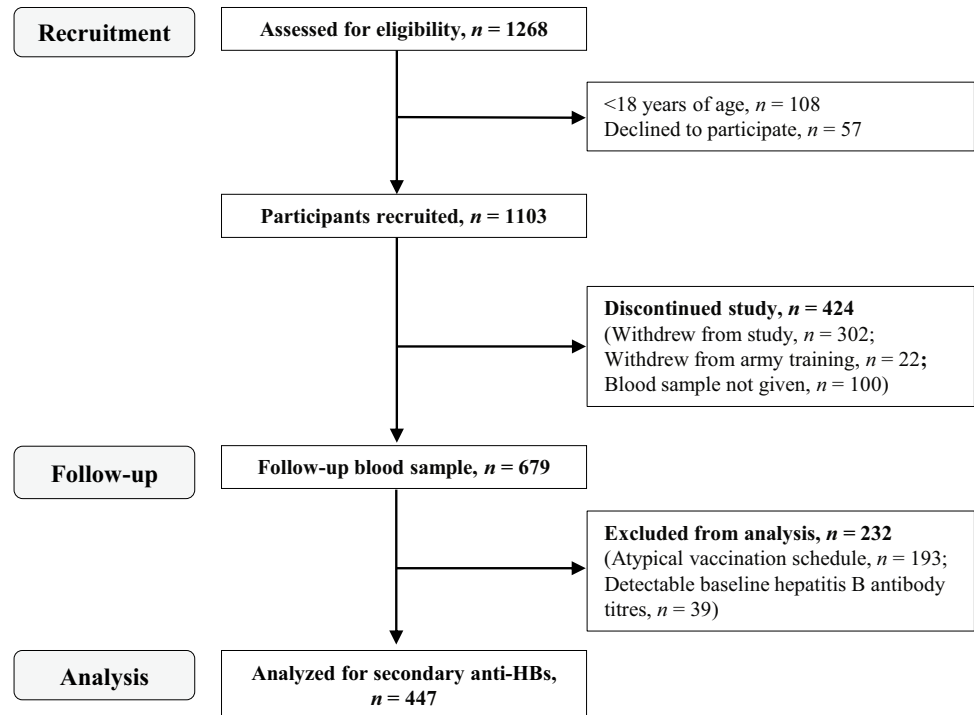 Recruitment
Assessed for eligibility, n = 1268
<18 years of age, n = 108
Declined to participate, n = 57
Participants recruited, n = 1103
Discontinued study, n = 424
(Withdrew from study, n = 302;
Withdrew from army training, n = 22;
Blood sample not given, n = 100)
Follow-up
Follow-up blood sample, n = 679
Excluded from analysis, n = 232
(Atypical vaccination schedule, n = 193;
Detectable baseline hepatitis B antibody
titres, n = 39)
Analysis
Analyzed for secondary anti-HBs,
n = 447